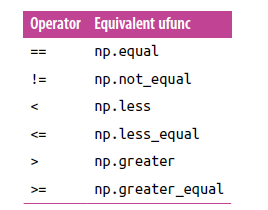 Operator Equivalent ufunc
== np.equal
!= np.not_equal
< np.less
<= np.less_equal
> np.greater
>= np.greater_equal